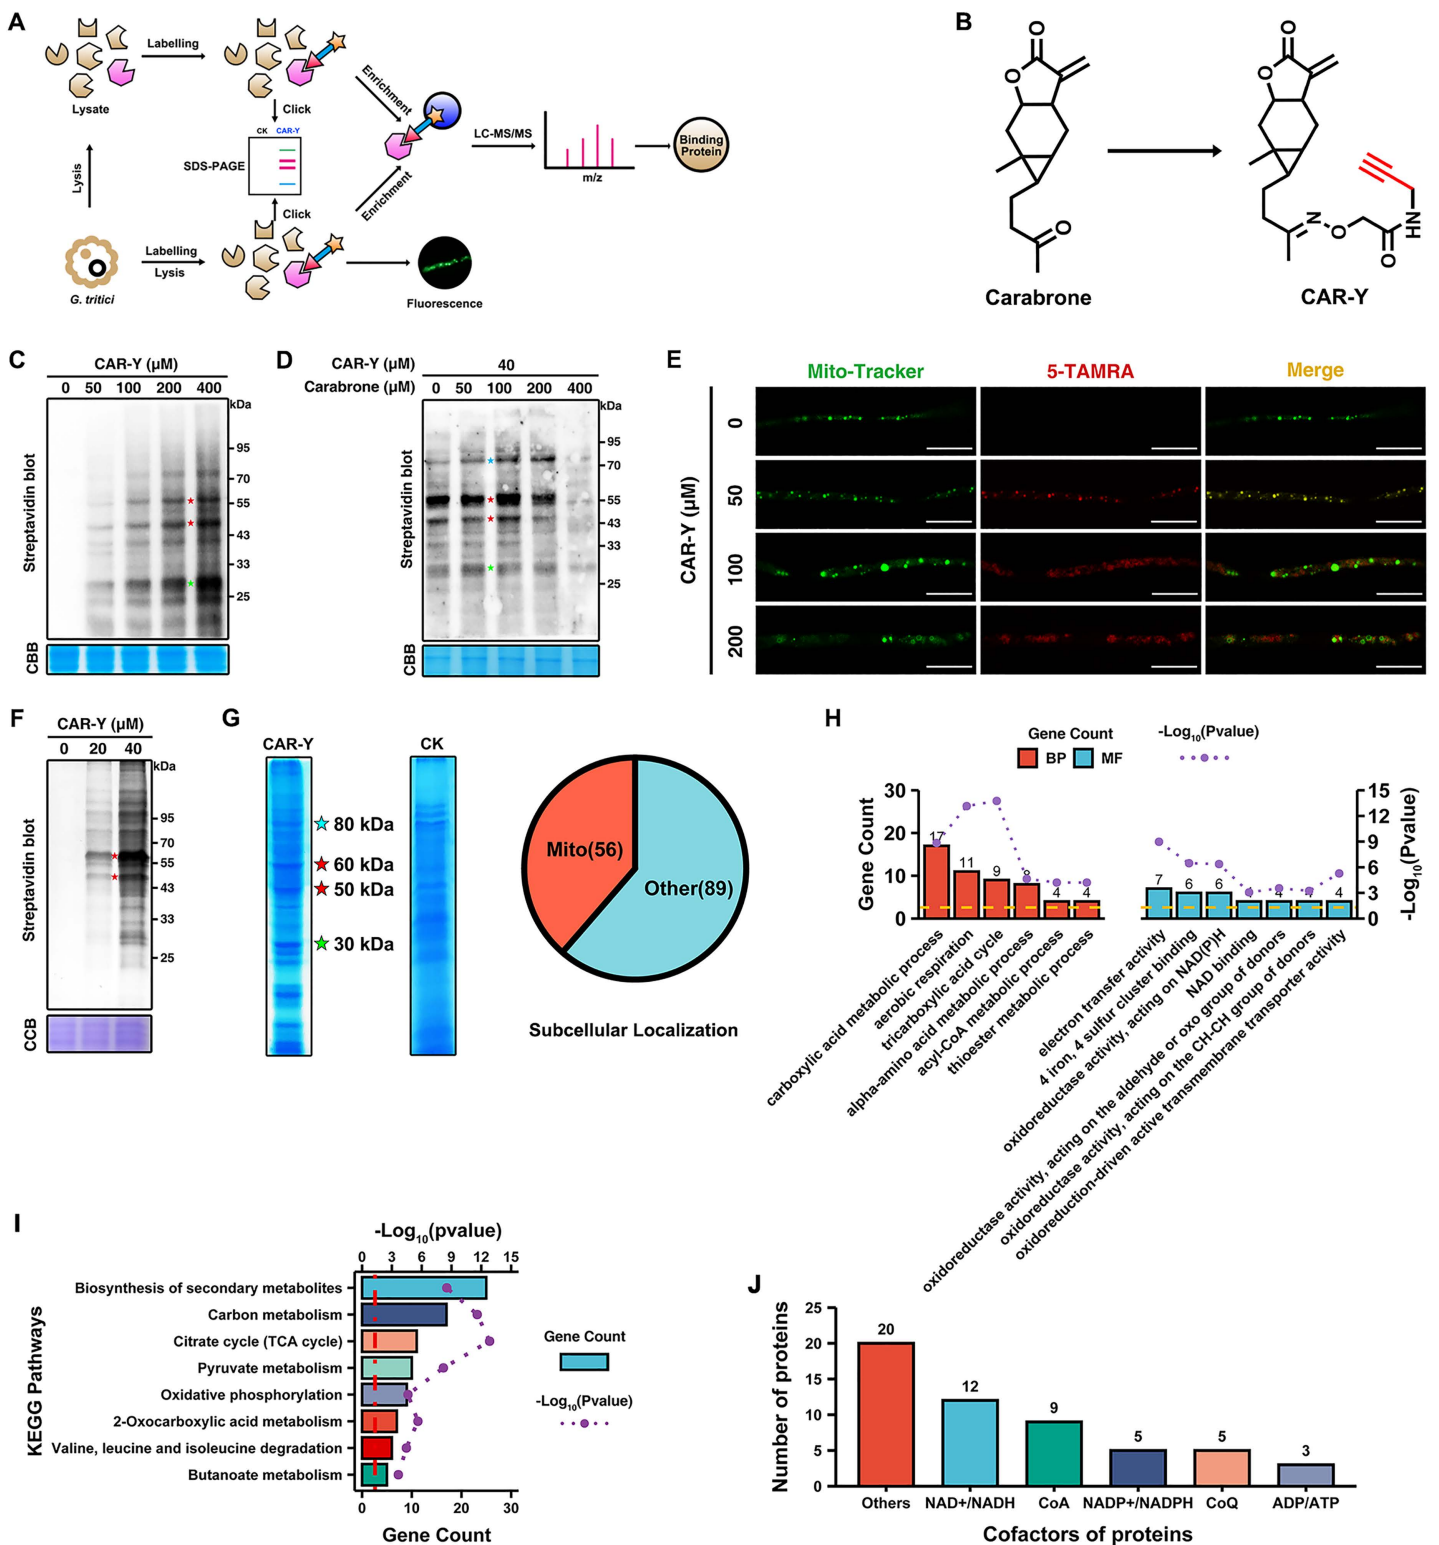 A
Labelling
Lysate
Click
Enrichment
CK CAR-Y
SDS-PAGE
LC-MS/MS
m/z
Binding
Protein
Lysis
Click
Enrichment
Labelling
Lysis
G. tritici
Fluorescence
B
O
O
O
Carabrone
O
O
N
O
O
NH
CAR-Y
C
CAR-Y (μM)
0 50 100 200 400
kDa
95
70
55
43
33
25
Streptavidin blot
CBB
D
CAR-Y (μM) 40
Carabrone (μM) 0 50 100 200 400
kDa
95
70
55
43
33
25
Streptavidin blot
CBB
E
Mito-Tracker 5-TAMRA Merge
CAR-Y (μM)
0
50
100
200
F
CAR-Y (μM)
0 20 40
kDa
95
70
55
43
33
25
Streptavidin blot
CCB
G
CAR-Y CK
80 kDa
60 kDa
50 kDa
30 kDa
Mito(56)
Other(89)
Subcellular Localization
H
Gene Count -Log10(Pvalue)
BP MF
Gene Count
30
20
10
0
17
11
9
8
4
4
7
6
6
4
4
4
4
15
12
9
6
3
0
-Log10(Pvalue)
carboxylic acid metabolic process
aerobic respiration
tricarboxylic acid cycle
alpha-amino acid metabolic process
acyl-CoA metabolic process
thioester metabolic process
electron transfer activity
4 iron, 4 sulfur cluster binding
oxidoreductase activity, acting on NAD(P)H
NAD binding
oxidoreductase activity, acting on the aldehyde or oxo group of donors
oxidoreductase activity, acting on the CH-CH group of donors
oxidoreduction-driven active transmembrane transporter activity
I
-Log10(pvalue)
0 3 6 9 12 15
KEGG Pathways
Biosynthesis of secondary metabolites
Carbon metabolism
Citrate cycle (TCA cycle)
Pyruvate metabolism
Oxidative phosphorylation
2-Oxocarboxylic acid metabolism
Valine, leucine and isoleucine degradation
Butanoate metabolism
0 10 20 30
Gene Count
Gene Count
-Log10(Pvalue)
J
Number of proteins
25
20
15
10
5
0
20
12
9
5
5
3
Others NAD+/NADH CoA NADP+/NADPH CoQ ADP/ATP
Cofactors of proteins